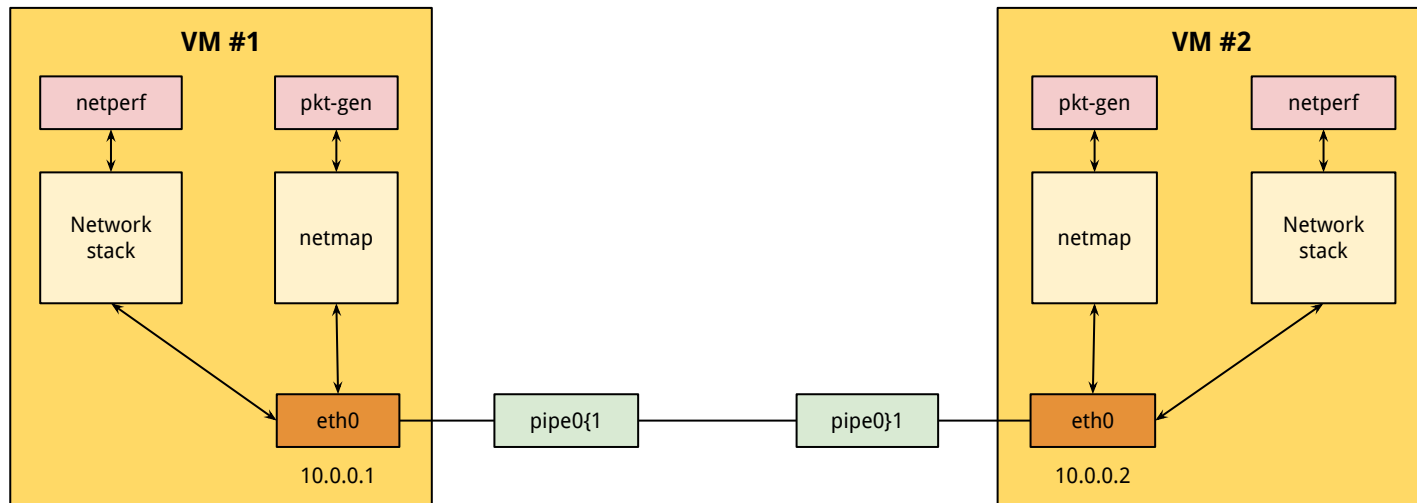 VM #1
netperf
pkt-gen
Network
stack
netmap
eth0
10.0.0.1
pipe0{1
pipe0}1
VM #2
pkt-gen
netperf
netmap
Network
stack
eth0
10.0.0.2